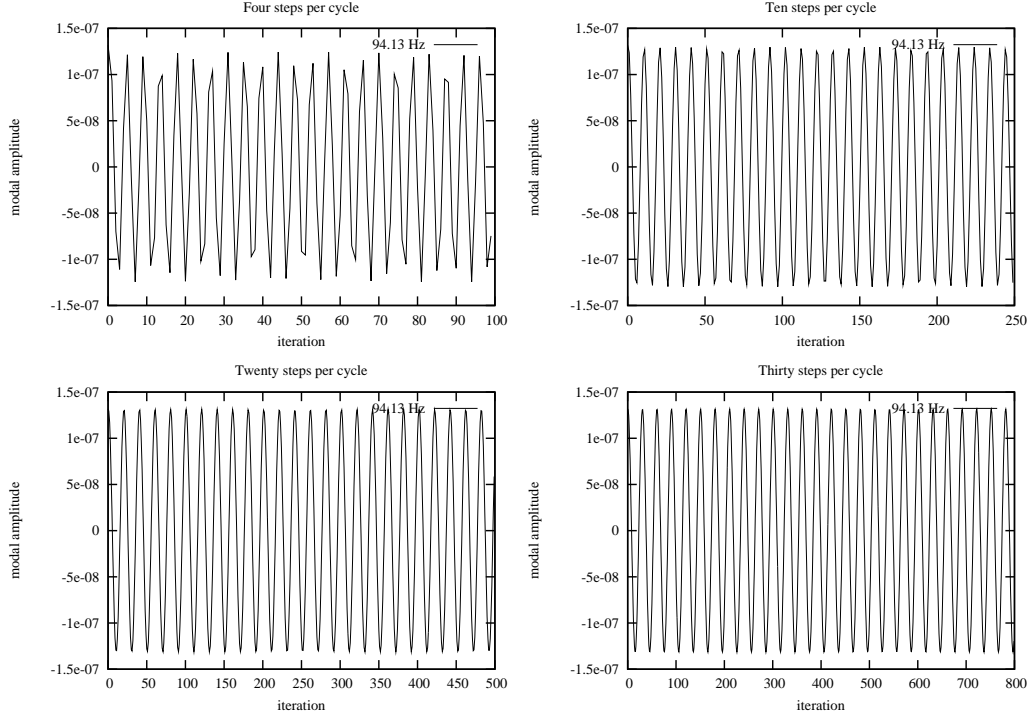 Four steps per cycle
1.5e-07
1e-07
5e-08
0
-5e-08
-1e-07
-1.5e-07
modal amplitude
94.13 Hz
0 10 20 30 40 50 60 70 80 90 100
iteration
Ten steps per cycle
1.5e-07
1e-07
5e-08
0
-5e-08
-1e-07
-1.5e-07
modal amplitude
94.13 Hz
0 50 100 150 200 250
iteration
Twenty steps per cycle
1.5e-07
1e-07
5e-08
0
-5e-08
-1e-07
-1.5e-07
modal amplitude
94.13 Hz
0 50 100 150 200 250 300 350 400 450 500
iteration
Thirty steps per cycle
1.5e-07
1e-07
5e-08
0
-5e-08
-1e-07
-1.5e-07
modal amplitude
94.13 Hz
0 100 200 300 400 500 600 700 800
iteration